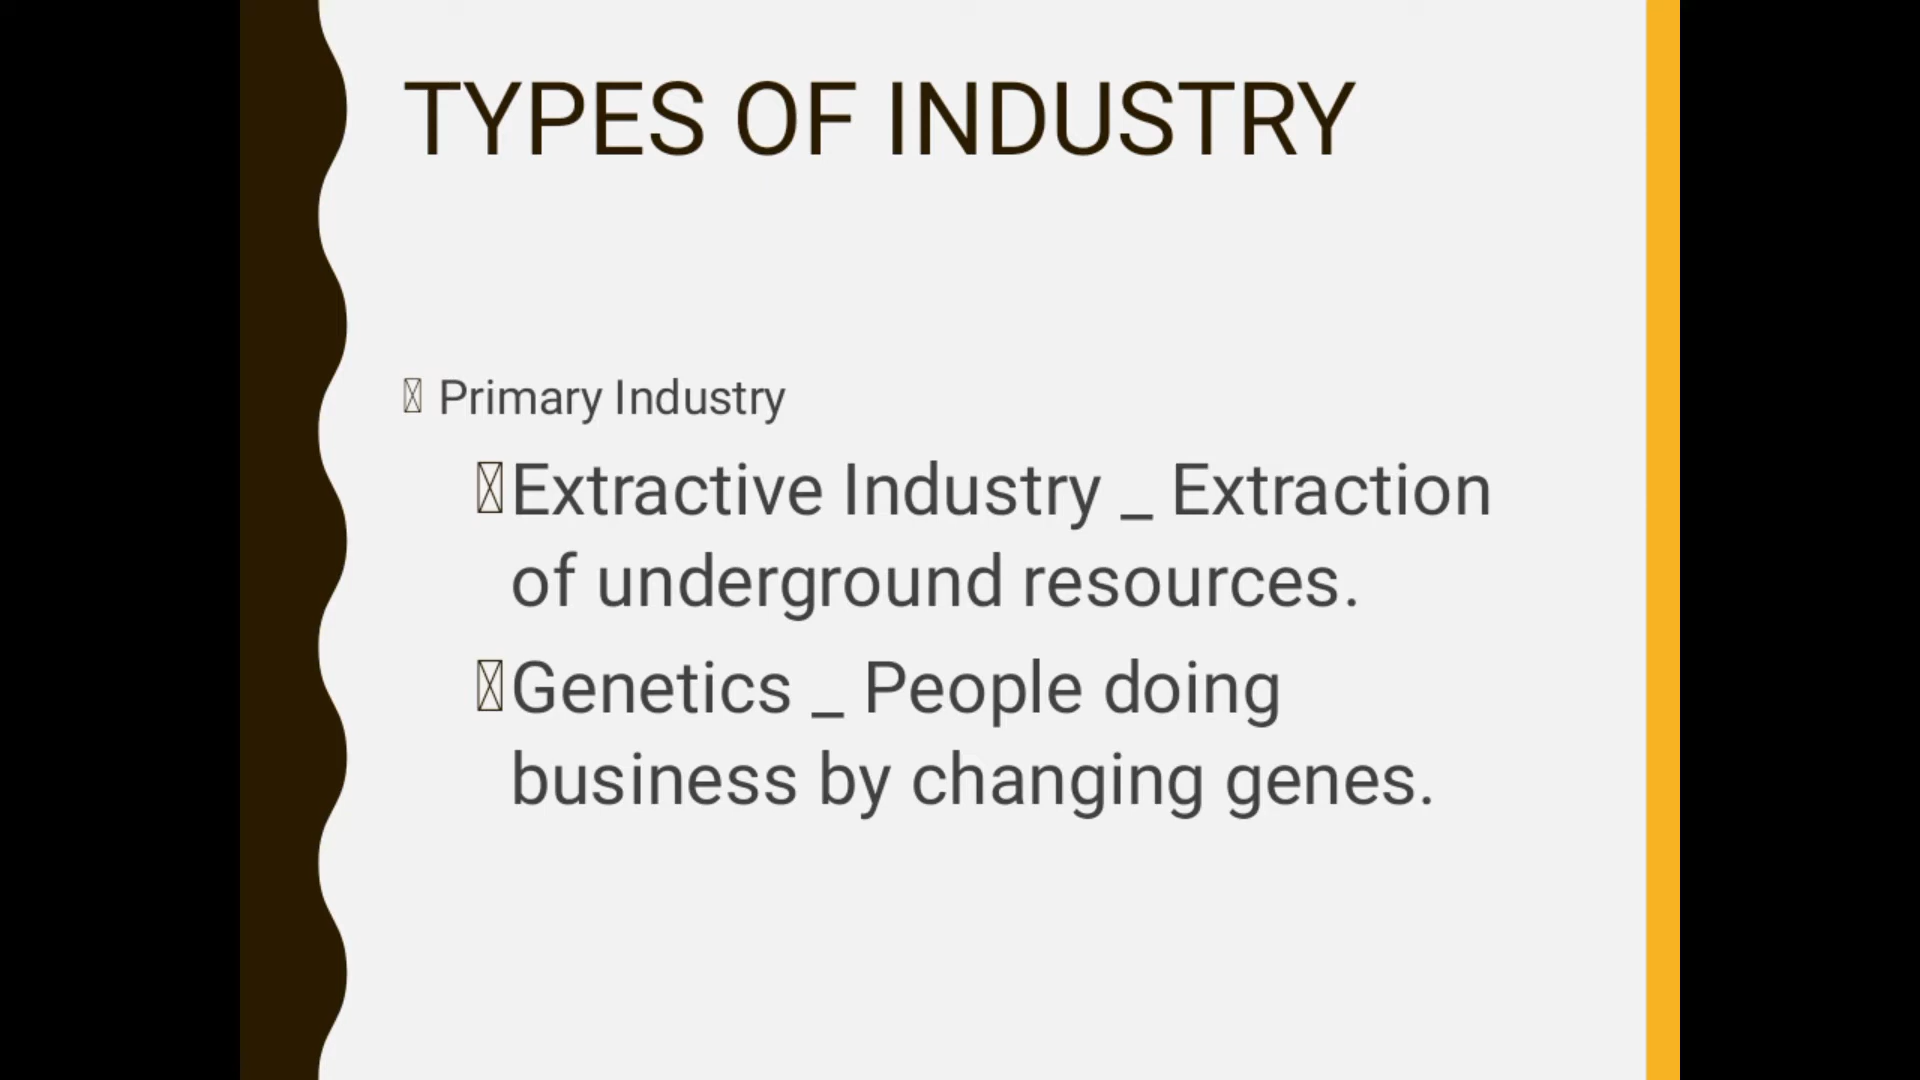 TYPES OF INDUSTRY
Primary Industry
Extractive Industry _ Extraction
of underground resources.
Genetics _ People doing
business by changing genes.